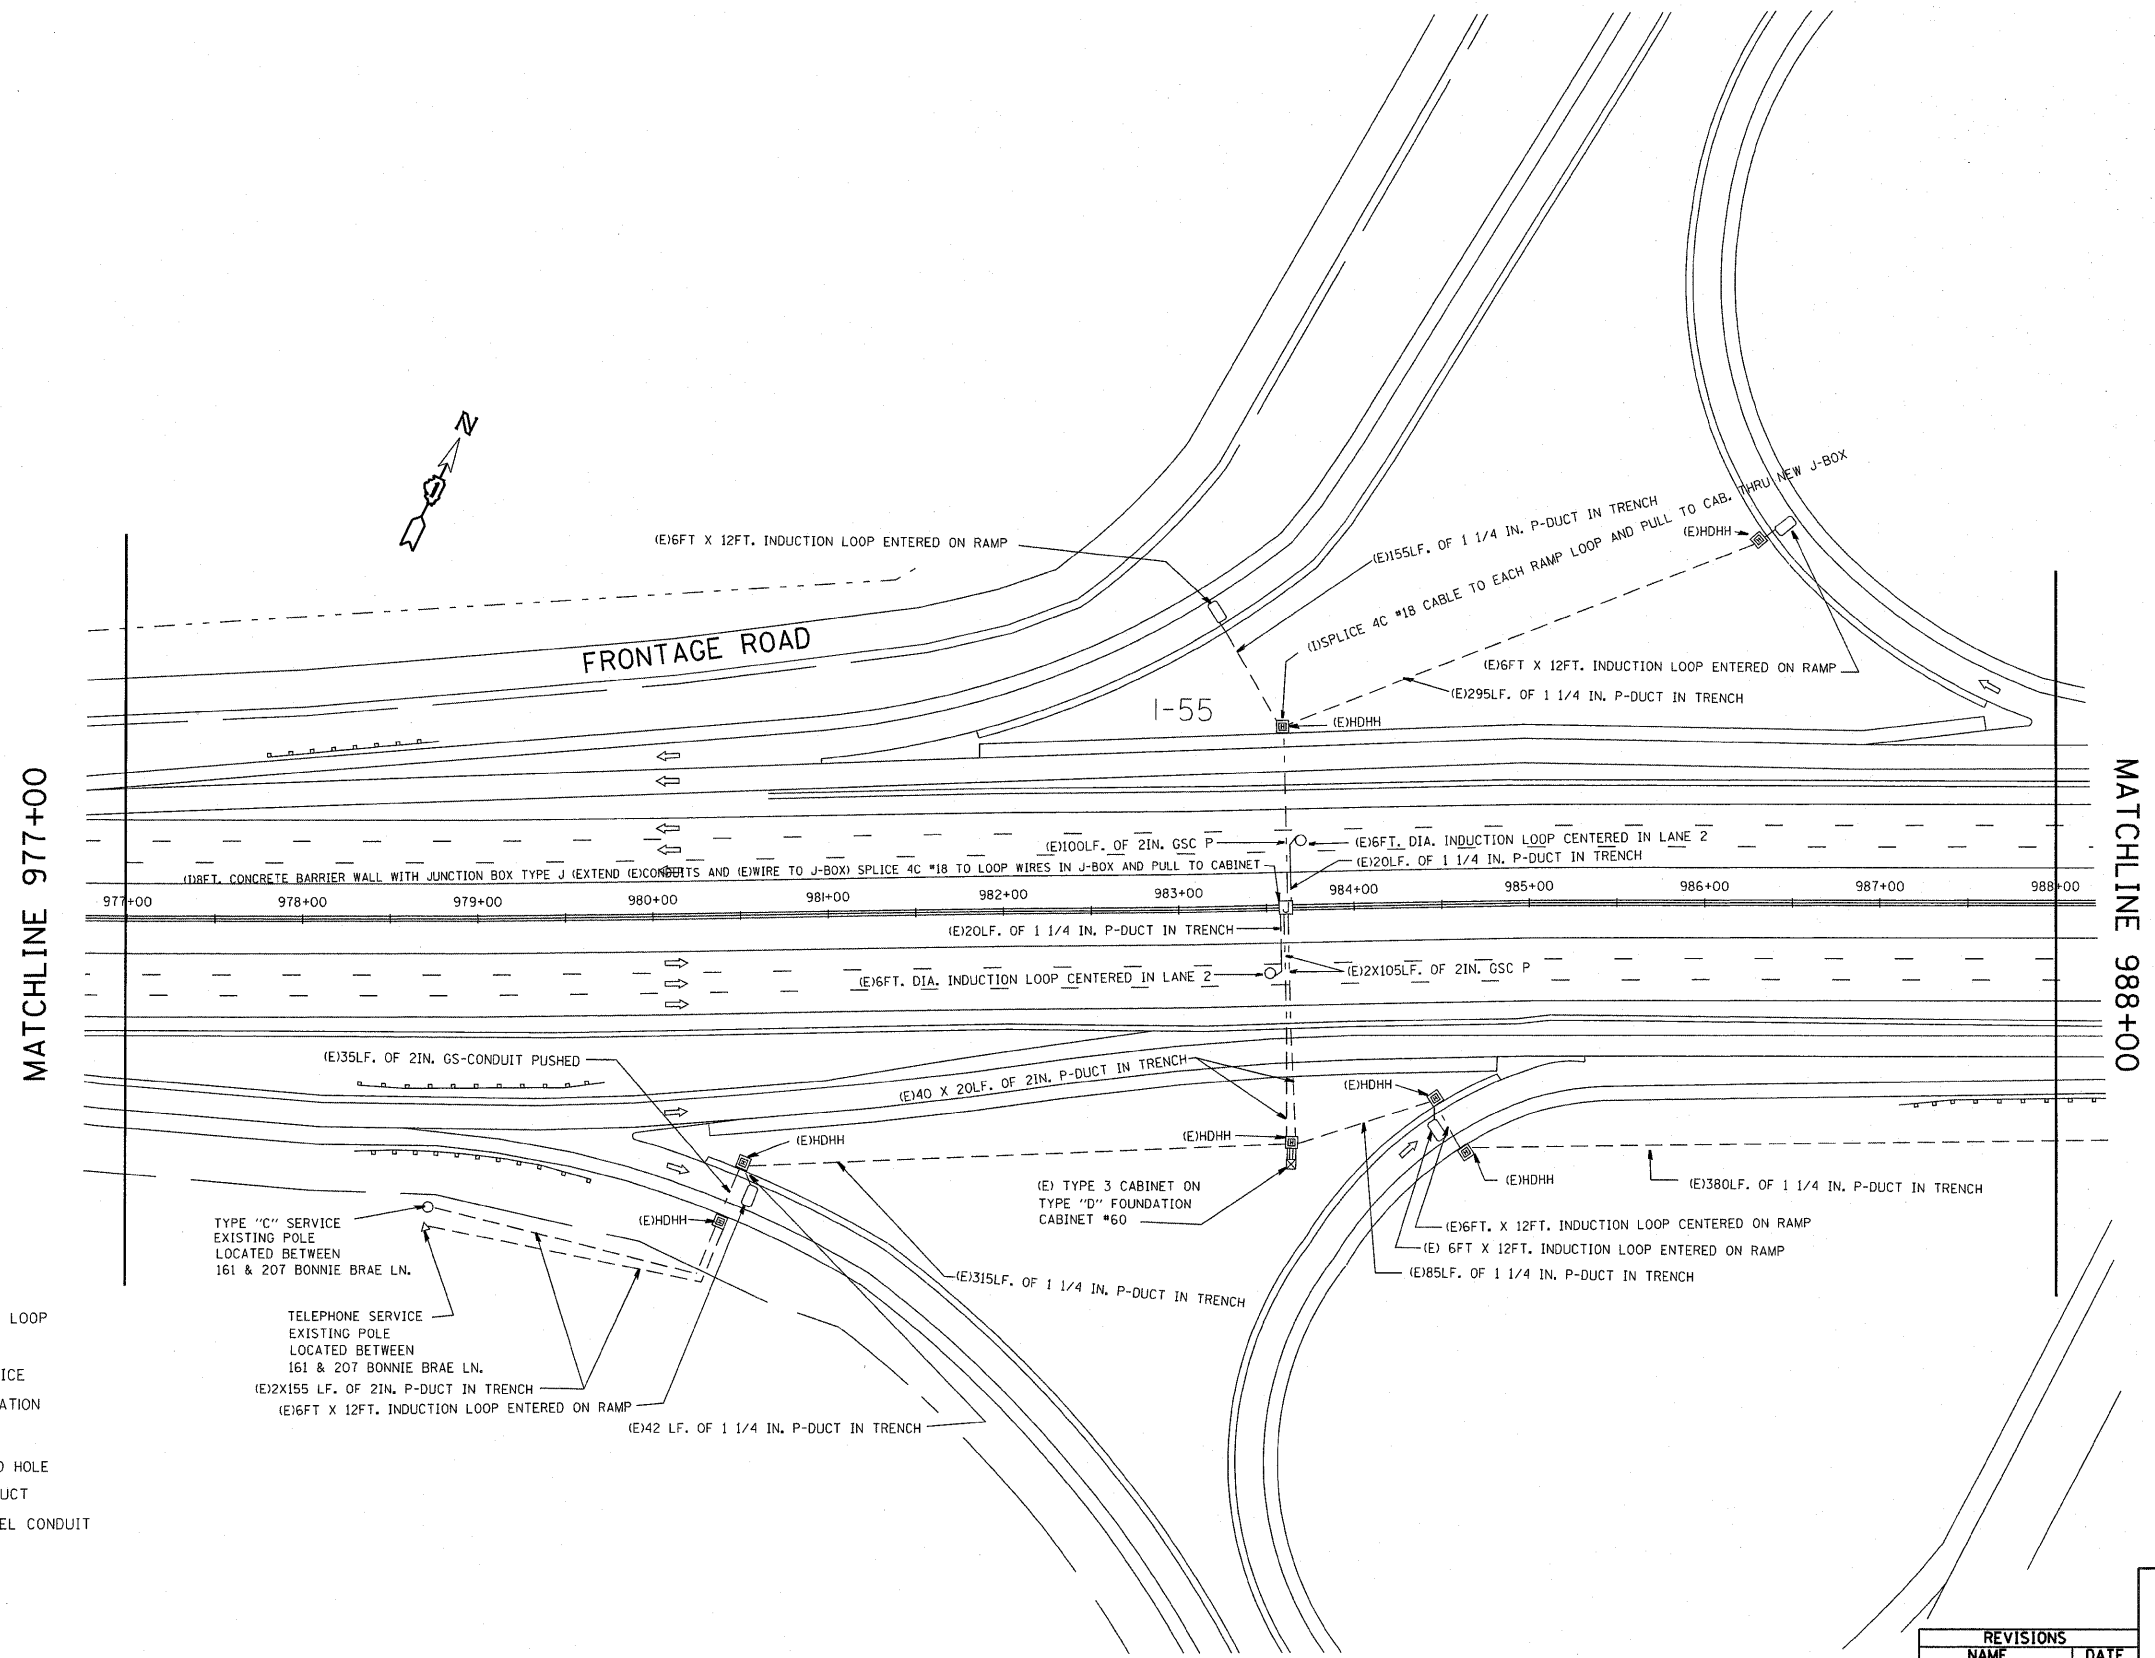 N
(E)6FT X 12FT. INDUCTION LOOP ENTERED ON RAMP
(E)155LF. OF 1 1/4 IN. P-DUCT IN TRENCH
(I)SPLICE 4C #18 CABLE TO EACH RAMP LOOP AND PULL TO CAB. THRU NEW J-BOX
(E)HDHH
FRONTAGE ROAD
(E)6FT X 12FT. INDUCTION LOOP ENTERED ON RAMP
(E)295LF. OF 1 1/4 IN. P-DUCT IN TRENCH
I-55
(E)HDHH
MATCHLINE 977+00
MATCHLINE 988+00
(E)100LF. OF 2IN. GSC P
(E)6FT. DIA. INDUCTION LOOP CENTERED IN LANE 2
(E)20LF. OF 1 1/4 IN. P-DUCT IN TRENCH
(I)8FT. CONCRETE BARRIER WALL WITH JUNCTION BOX TYPE J (EXTEND (E)CONDUITS AND (E)WIRE TO J-BOX) SPLICE 4C #18 TO LOOP WIRES IN J-BOX AND PULL TO CABINET
977+00 978+00 979+00 980+00 981+00 982+00 983+00 984+00 985+00 986+00 987+00 988+00
J
(E)20LF. OF 1 1/4 IN. P-DUCT IN TRENCH
(E)6FT. DIA. INDUCTION LOOP CENTERED IN LANE 2
(E)2X105LF. OF 2IN. GSC P
(E)35LF. OF 2IN. GS-CONDUIT PUSHED
(E)40 X 20LF. OF 2IN. P-DUCT IN TRENCH
(E)HDHH
(E)HDHH
(E)HDHH
(E) TYPE 3 CABINET ON
TYPE "D" FOUNDATION
CABINET #60
(E)HDHH
(E)380LF. OF 1 1/4 IN. P-DUCT IN TRENCH
(E)HDHH
TYPE "C" SERVICE
EXISTING POLE
LOCATED BETWEEN
161 & 207 BONNIE BRAE LN.
(E)6FT. X 12FT. INDUCTION LOOP CENTERED ON RAMP
(E) 6FT X 12FT. INDUCTION LOOP ENTERED ON RAMP
(E)85LF. OF 1 1/4 IN. P-DUCT IN TRENCH
(E)315LF. OF 1 1/4 IN. P-DUCT IN TRENCH
TELEPHONE SERVICE
EXISTING POLE
LOCATED BETWEEN
161 & 207 BONNIE BRAE LN.
(E)2X155 LF. OF 2IN. P-DUCT IN TRENCH
(E)6FT X 12FT. INDUCTION LOOP ENTERED ON RAMP
(E)42 LF. OF 1 1/4 IN. P-DUCT IN TRENCH
LOOP
ICE
ATION
HOLE
UCT
EL CONDUIT
REVISIONS
NAME DATE